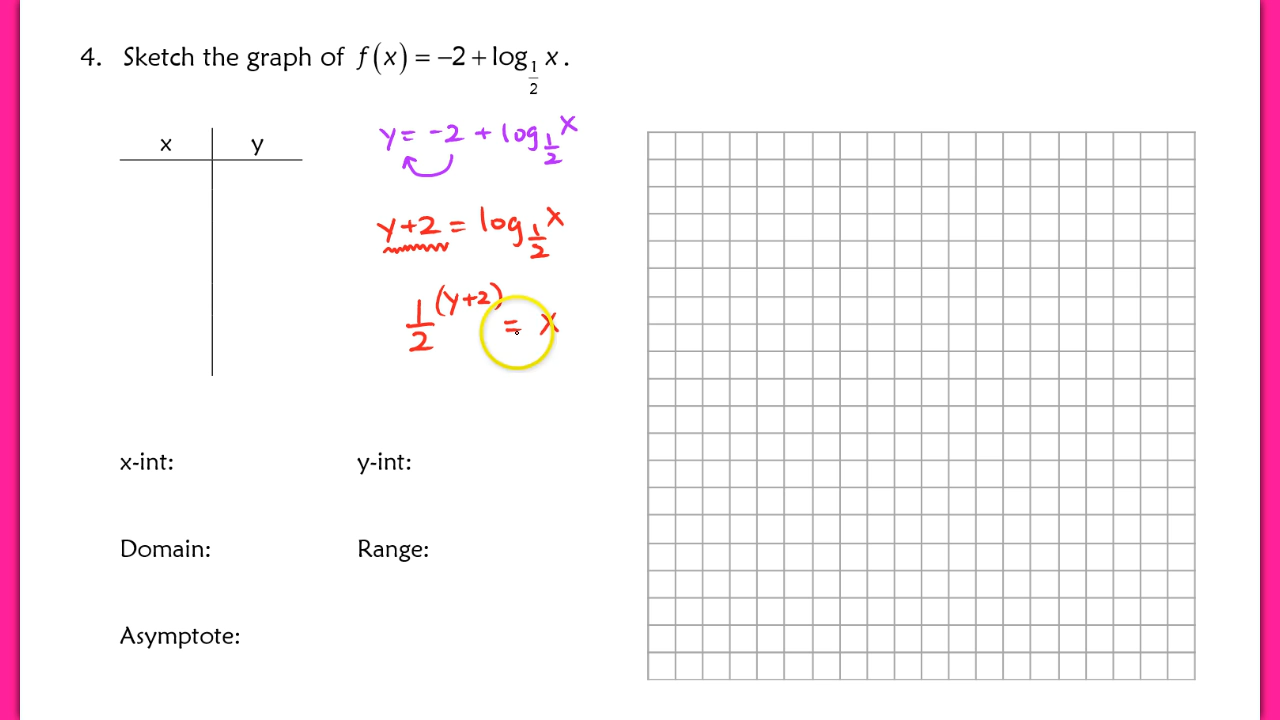 4. Sketch the graph of f(x) = −2 + log_{1/2} x.
x y
y = -2 + log_{1/2} x
y+2 = log_{1/2} x
1/2^{(y+2)} = x
x-int: y-int:
Domain: Range:
Asymptote: